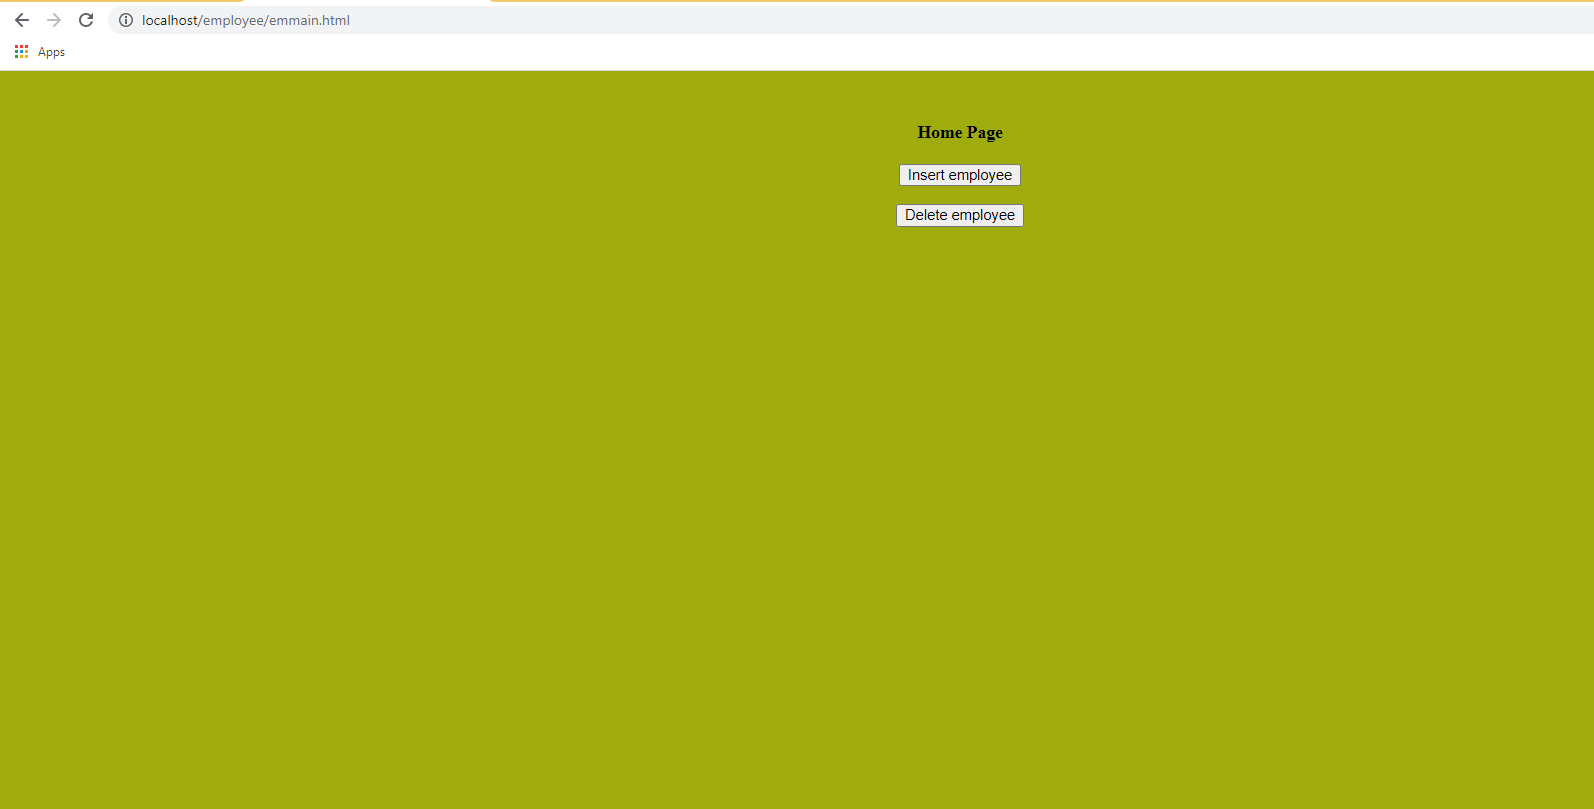 localhost/employee/emmain.html
Apps
Home Page
Insert employee
Delete employee